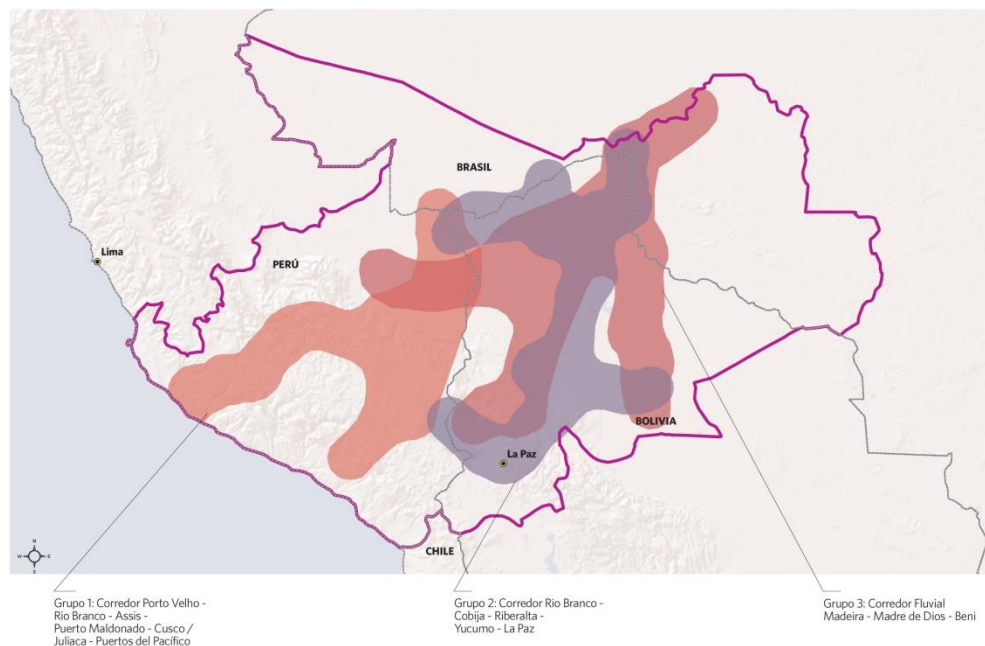 BRASIL
Lima
PERÚ
BOLIVIA
La Paz
CHILE
N
W
E
S
Grupo 1: Corredor Porto Velho -
Rio Branco - Assis -
Puerto Maldonado - Cusco /
Juliaca - Puertos del Pacífico
Grupo 2: Corredor Rio Branco -
Cobija - Riberalta -
Yucumo - La Paz
Grupo 3: Corredor Fluvial
Madeira - Madre de Dios - Beni